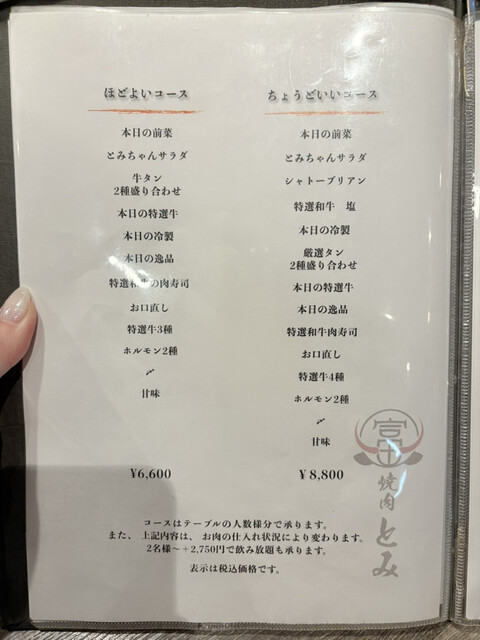 ほどよいコース
本日の前菜
とみちゃんサラダ
牛タン
2種盛り合わせ
本日の特選牛
本日の冷製
本日の逸品
特選和牛の肉寿司
お口直し
特選牛3種
ホルモン2種
〆
甘味
¥6,600
ちょうどいいコース
本日の前菜
とみちゃんサラダ
シャトーブリアン
特選和牛 塩
本日の冷製
厳選タン
2種盛り合わせ
本日の特選牛
本日の逸品
特選和牛肉寿司
お口直し
特選牛4種
ホルモン2種
〆
甘味
¥8,800
富
焼肉とみ
コースはテーブルの人数様分で承ります。
また、上記内容は、お肉の仕入れ状況により変わります。
2名様〜+2,750円で飲み放題も承ります。
表示は税込価格です。